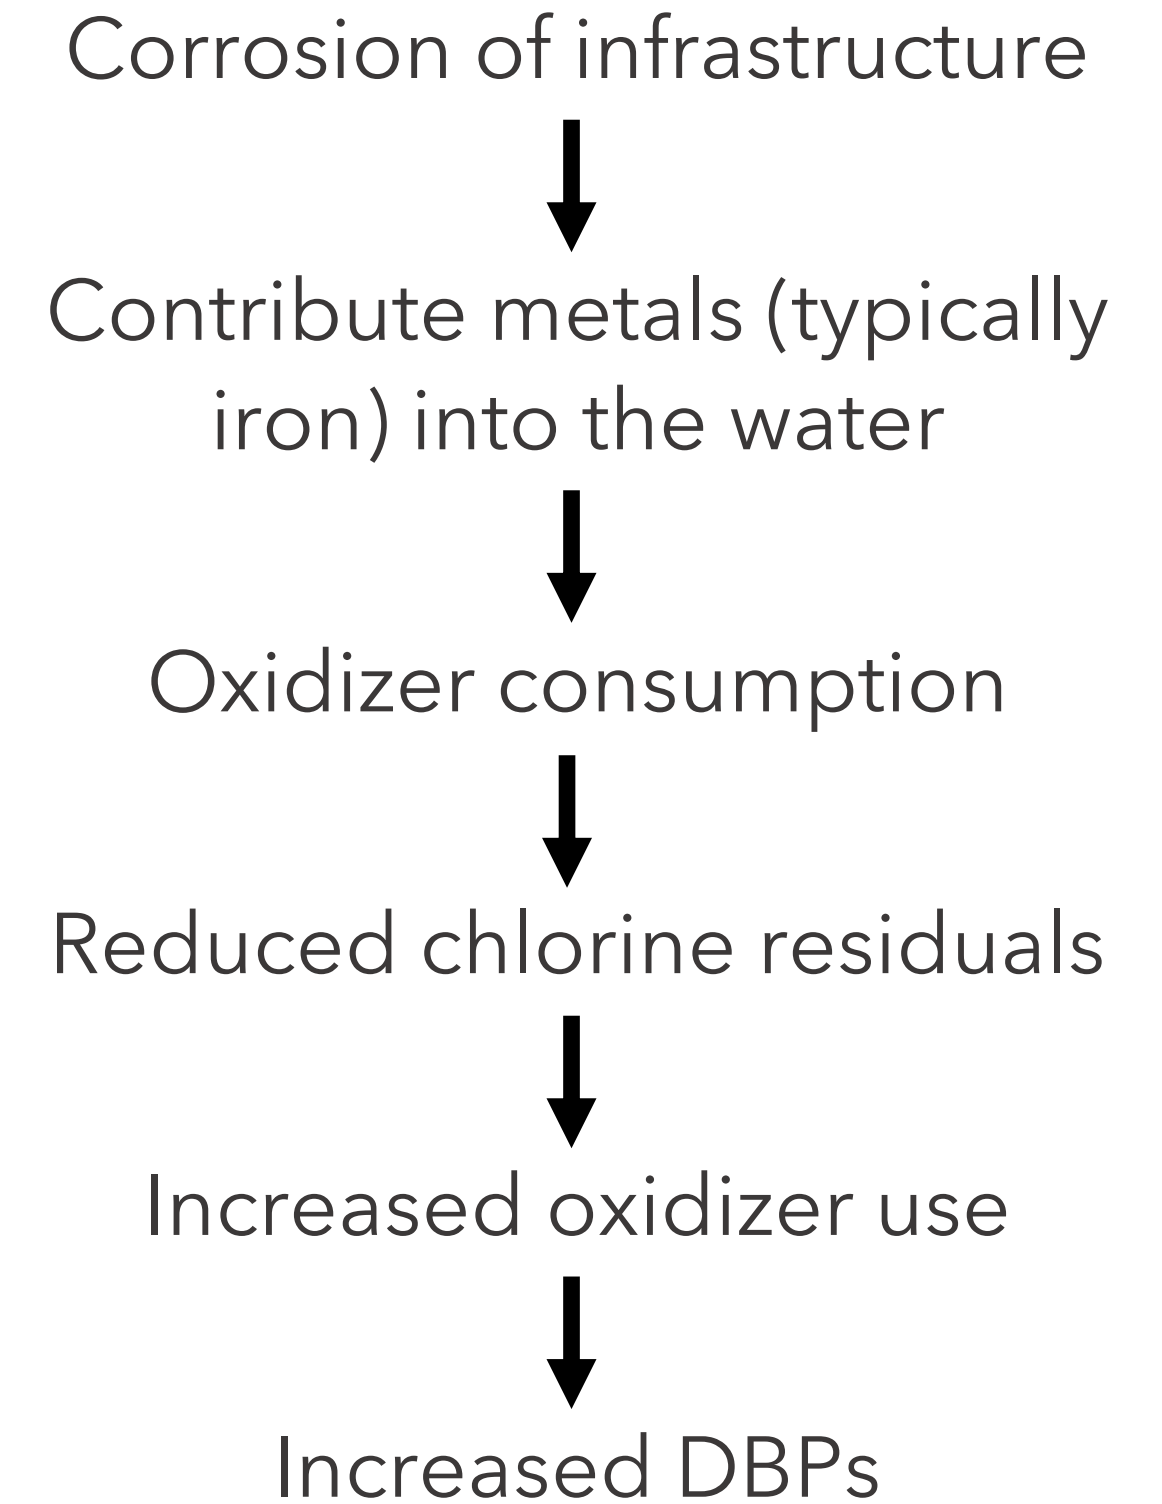 Corrosion of infrastructure
Contribute metals (typically
iron) into the water
Oxidizer consumption
Reduced chlorine residuals
Increased oxidizer use
Increased DBPs